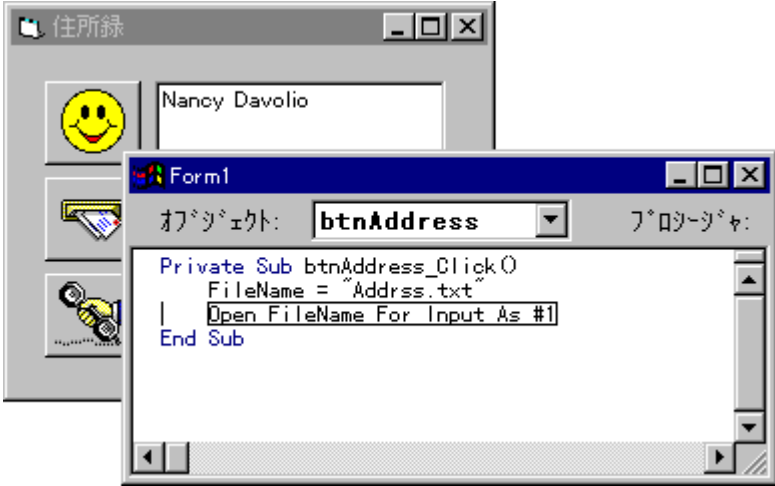 住所録
Nancy Davolio
Form1
オブジェクト: btnAddress プロシージャ:
Private Sub btnAddress_Click()
FileName = "Addrss.txt"
Open FileName For Input As #1
End Sub